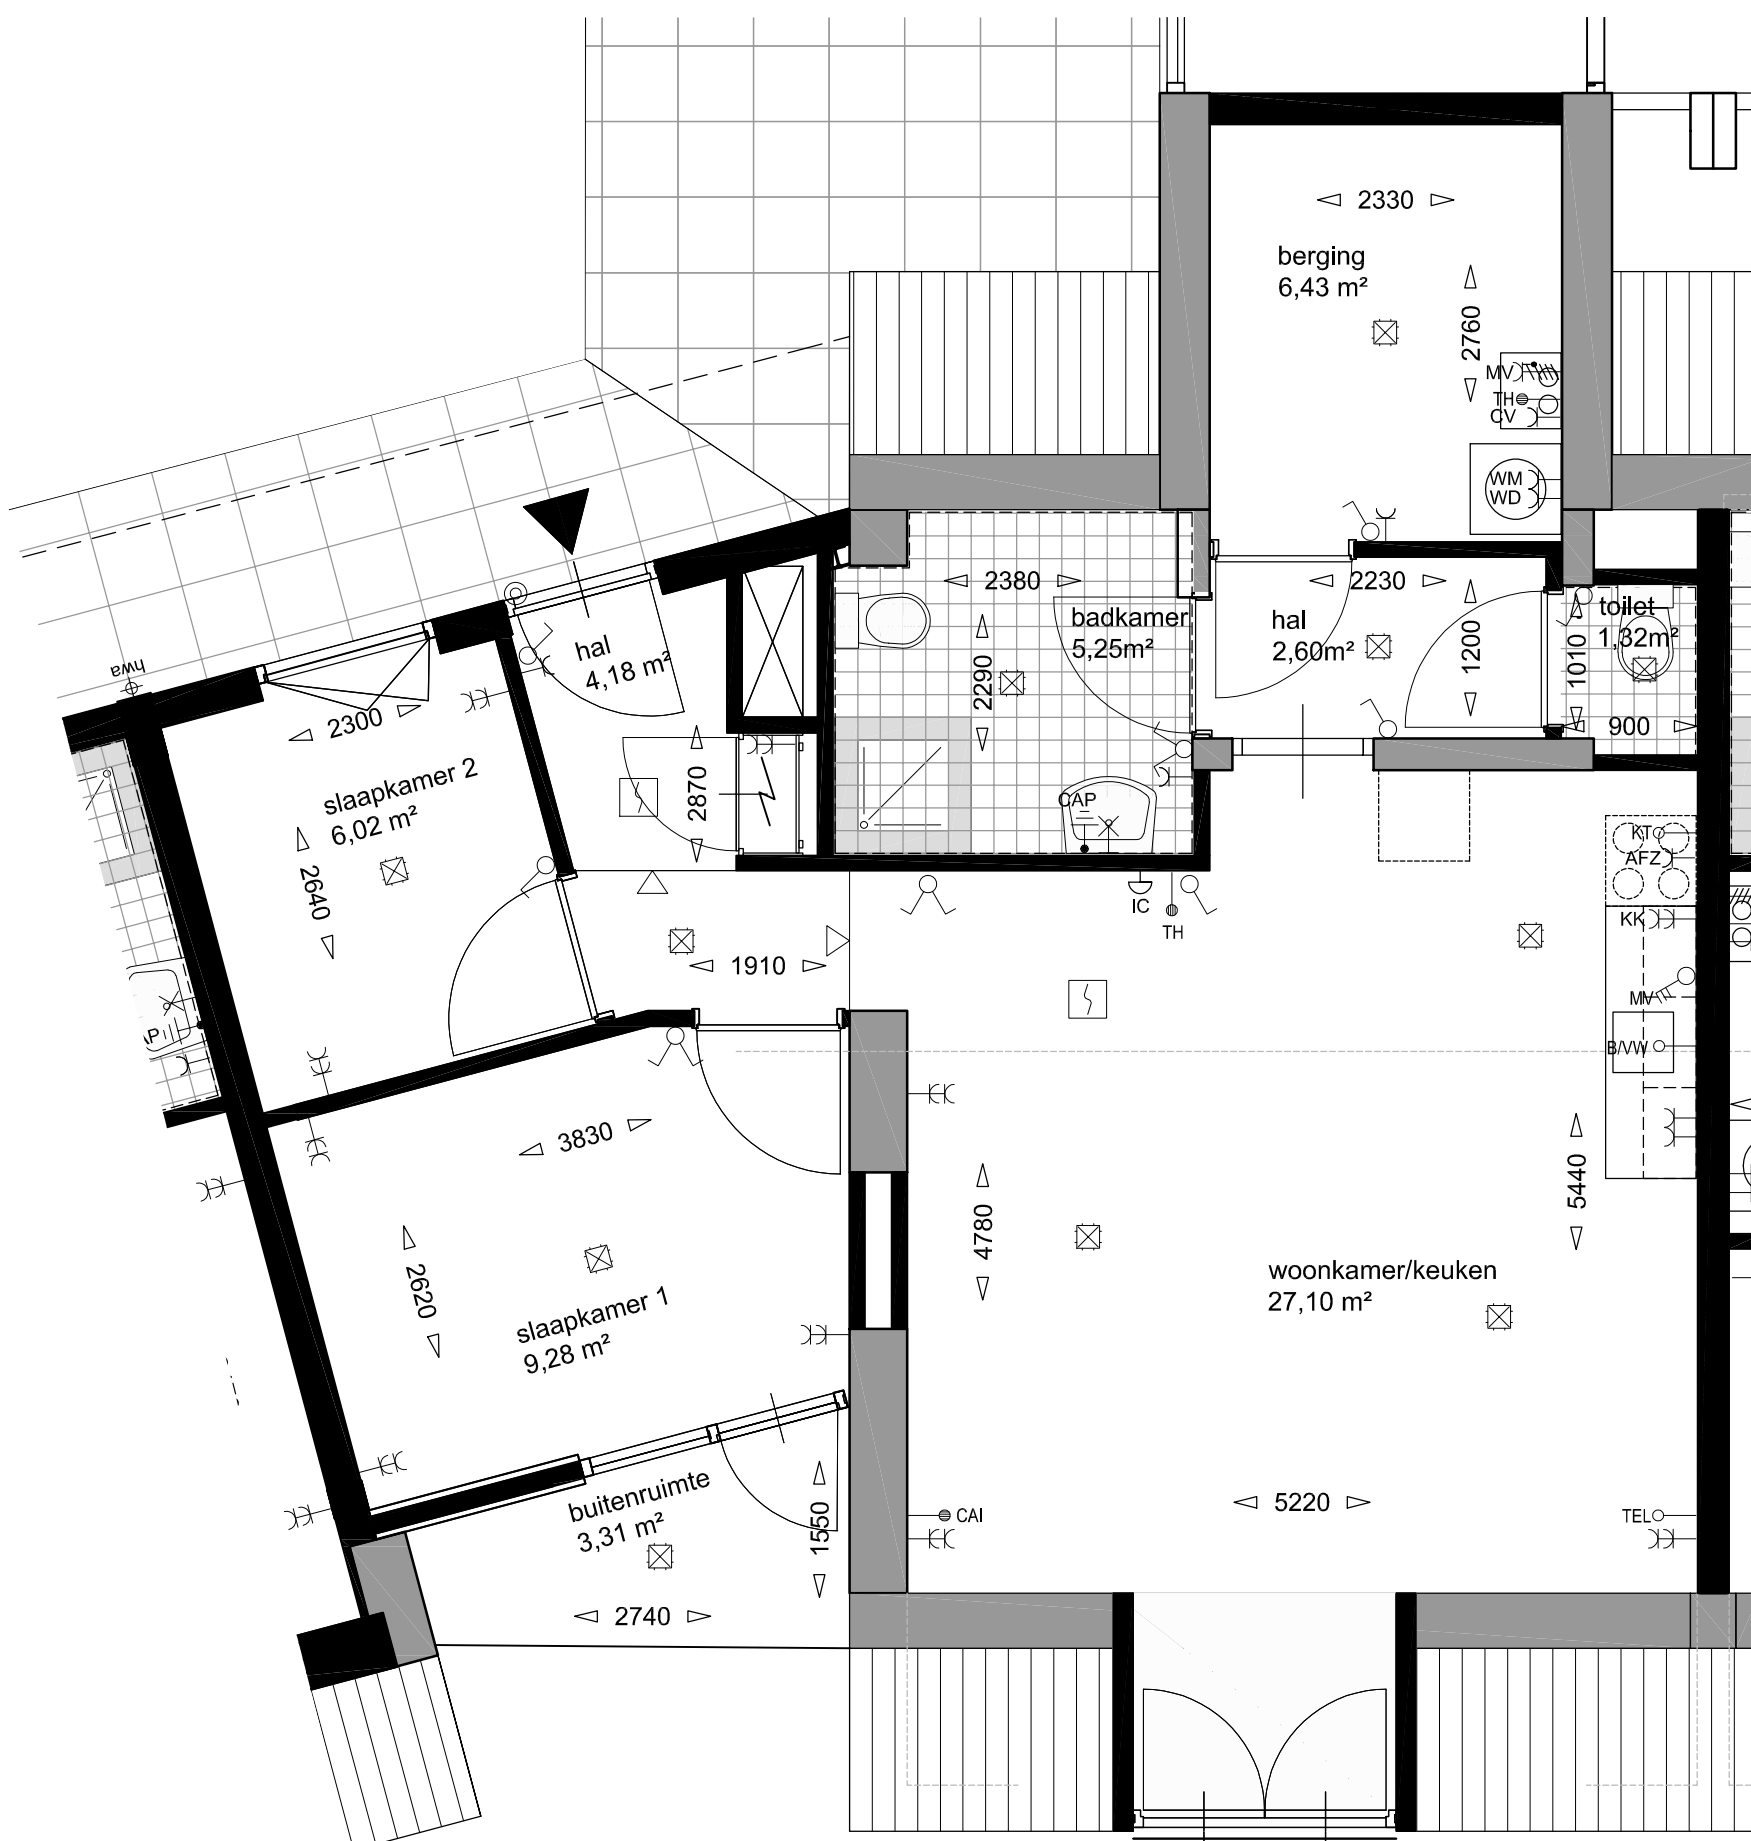 2330
berging
6,43 m²
2760
MV
TH
CV
WM
WD
2380
2230
hal
4,18 m²
badkamer
5,25m²
hal
2,60m²
toilet
1,32m²
1200
1010
900
2290
hwa
2300
slaapkamer 2
6,02 m²
2870
2640
CAP
KT
AFZ
IC
TH
KK
1910
MV
B/VW
3830
5440
4780
2620
woonkamer/keuken
27,10 m²
slaapkamer 1
9,28 m²
buitenruimte
3,31 m²
1550
5220
CAI
TEL
2740